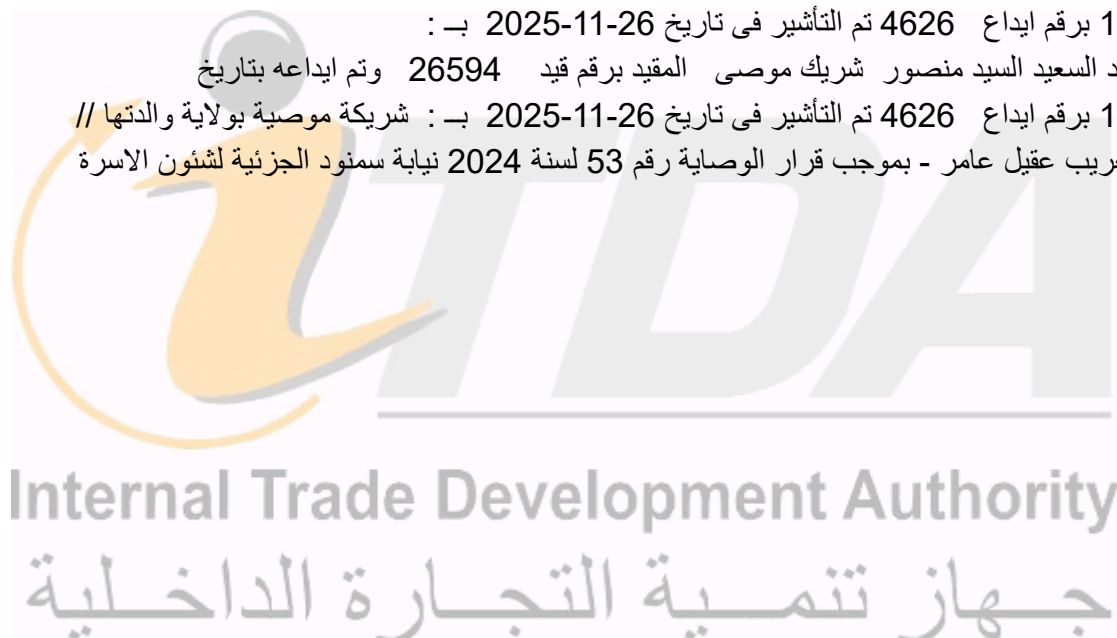 1 برقم ايداع 4626 تم التأشير فى تاريخ 26-11-2025 بــ :
د السعيد السيد منصور شريك موصى المقيد برقم قيد 26594 وتم ايداعه بتاريخ
1 برقم ايداع 4626 تم التأشير فى تاريخ 26-11-2025 بــ : شريكة موصية بولاية والدتها //
ريب عقيل عامر - بموجب قرار الوصاية رقم 53 لسنة 2024 نيابة سمنود الجزئية لشئون الاسرة
iTDA
Internal Trade Development Authority
جهاز تنمية التجارة الداخلية